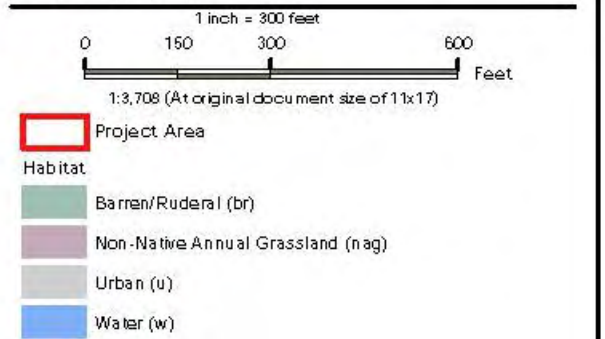 1 inch = 300 feet
0 150 300 600
Feet
1:3,708 (At original document size of 11x17)
Project Area
Habitat
Barren/Ruderal (br)
Non-Native Annual Grassland (nag)
Urban (u)
Water (w)